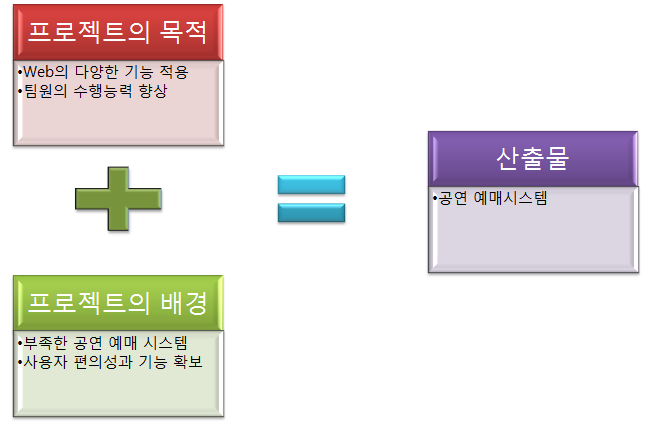 프로젝트의 목적
•Web의 다양한 기능 적용
•팀원의 수행능력 향상
프로젝트의 배경
•부족한 공연 예매 시스템
•사용자 편의성과 기능 확보
산출물
•공연 예매시스템